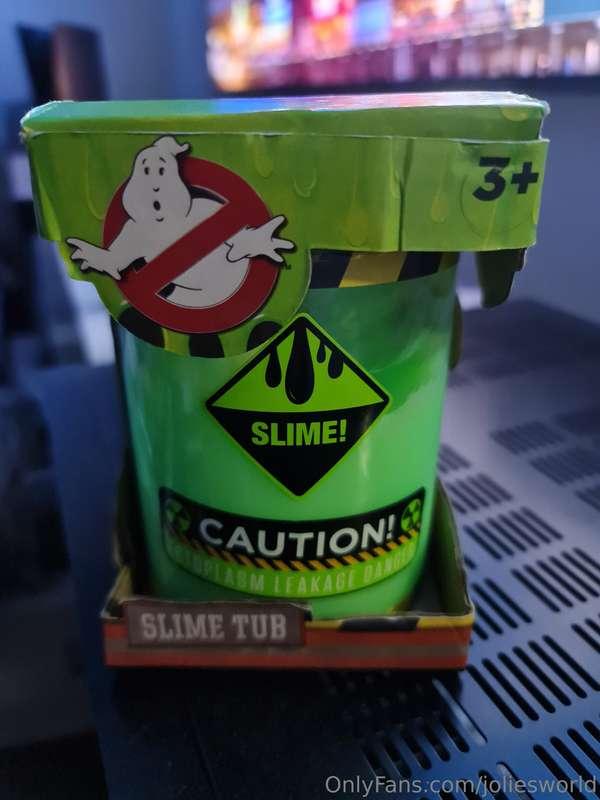 3+
SLIME!
CAUTION!
ECTOPLASM LEAKAGE DANGER
SLIME TUB
OnlyFans.com/joliesworld